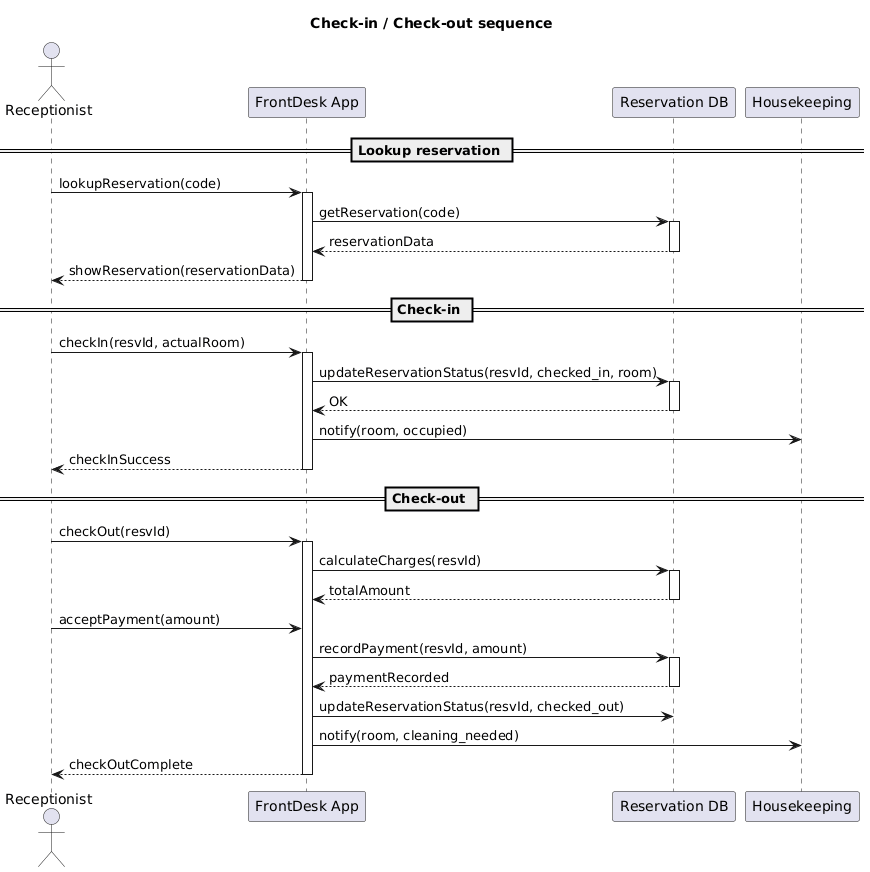 Check-in / Check-out sequence
Receptionist
FrontDesk App
Reservation DB
Housekeeping
Lookup reservation
lookupReservation(code)
getReservation(code)
reservationData
showReservation(reservationData)
Check-in
checkIn(resvId, actualRoom)
updateReservationStatus(resvId, checked_in, room)
OK
notify(room, occupied)
checkInSuccess
Check-out
checkOut(resvId)
calculateCharges(resvId)
totalAmount
acceptPayment(amount)
recordPayment(resvId, amount)
paymentRecorded
updateReservationStatus(resvId, checked_out)
notify(room, cleaning_needed)
checkOutComplete
Receptionist
FrontDesk App
Reservation DB
Housekeeping